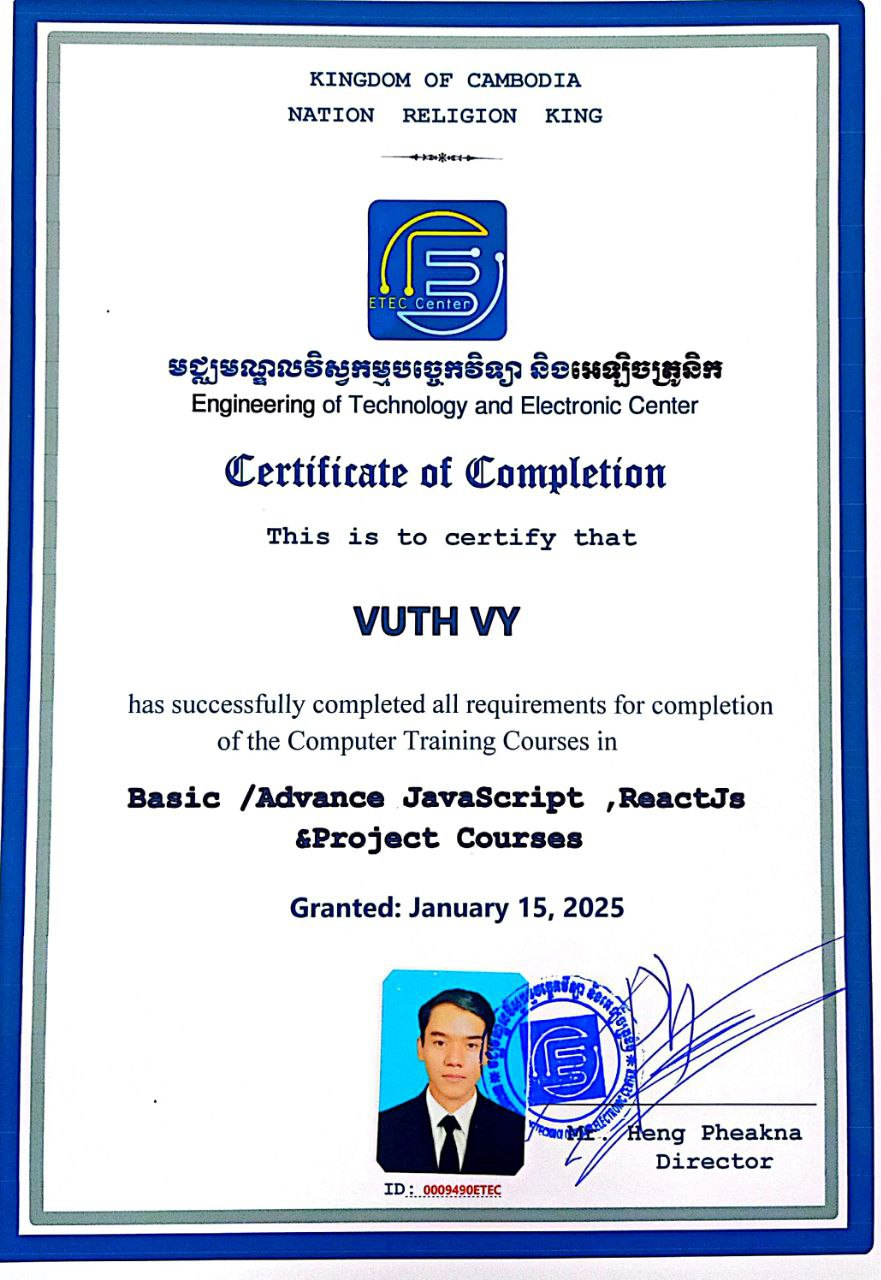 KINGDOM OF CAMBODIA
NATION RELIGION KING
ETEC Center
មជ្ឈមណ្ឌលវិស្វកម្មបច្ចេកវិទ្យា និងអេឡិចត្រូនិក
Engineering of Technology and Electronic Center
Certificate of Completion
This is to certify that
VUTH VY
has successfully completed all requirements for completion
of the Computer Training Courses in
Basic /Advance JavaScript ,ReactJs
&Project Courses
Granted: January 15, 2025
Mr. Heng Pheakna
Director
ID: 0009490ETEC